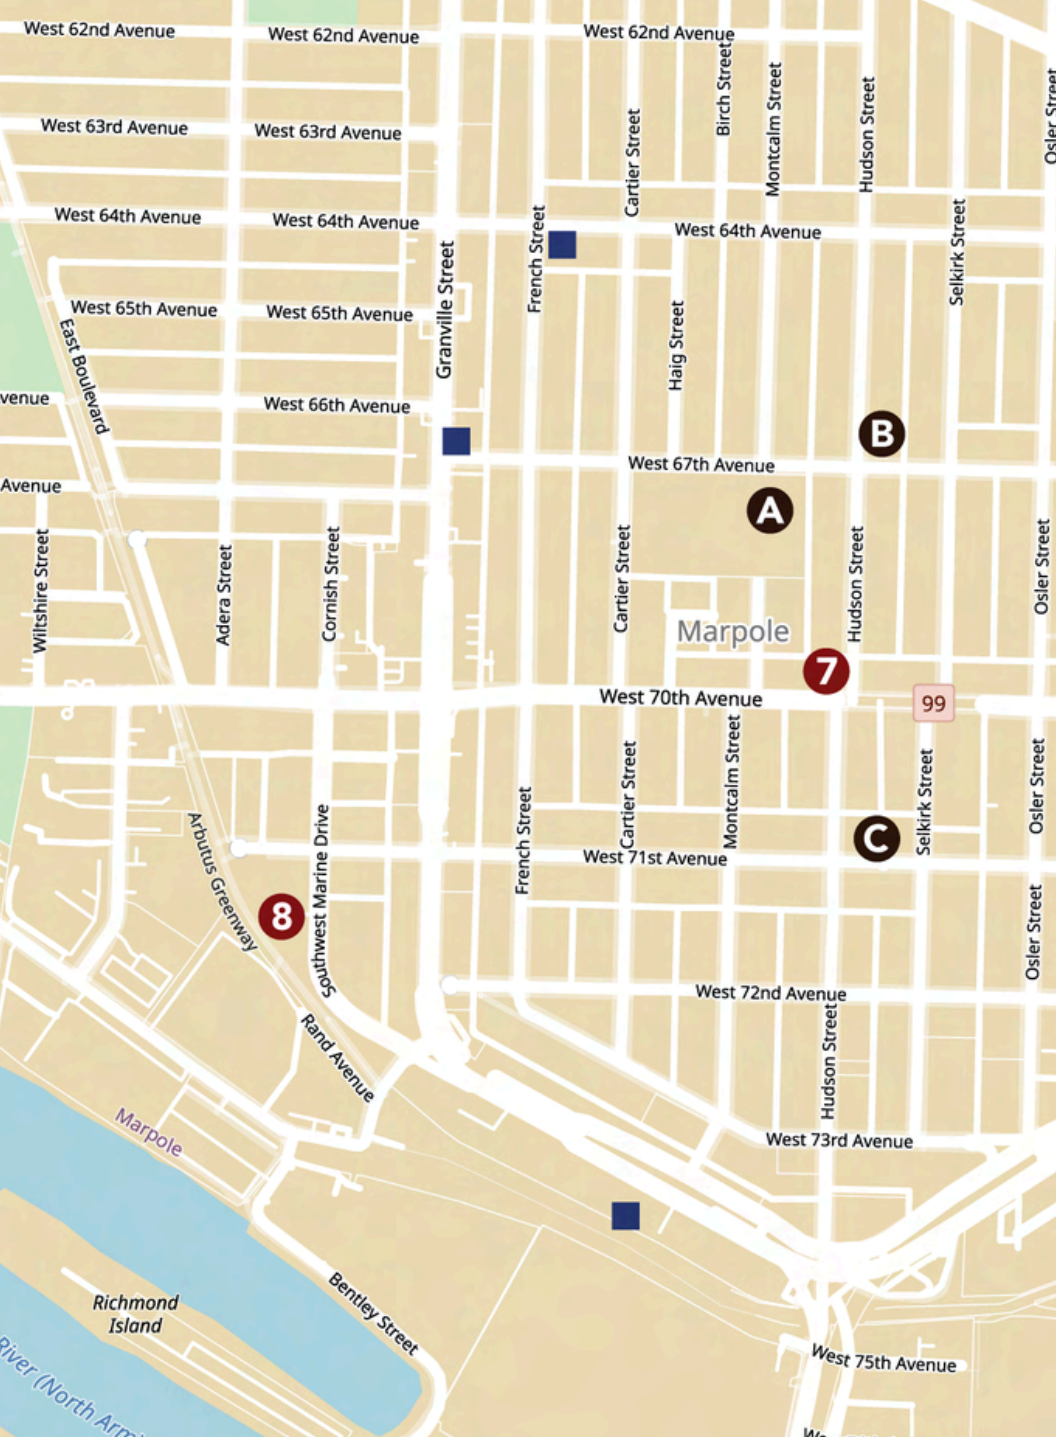 West 62nd Avenue
West 62nd Avenue
West 62nd Avenue
Birch Street
Montcalm Street
Hudson Street
Osler Street
Cartier Street
West 63rd Avenue
West 63rd Avenue
West 64th Avenue
West 64th Avenue
West 64th Avenue
French Street
Selkirk Street
Granville Street
West 65th Avenue
West 65th Avenue
Haig Street
East Boulevard
venue
West 66th Avenue
B
West 67th Avenue
Avenue
A
Wiltshire Street
Adera Street
Cornish Street
Cartier Street
Hudson Street
Osler Street
Marpole
7
West 70th Avenue
99
Montcalm Street
Cartier Street
Selkirk Street
Osler Street
French Street
C
West 71st Avenue
Arbutus Greenway
Southwest Marine Drive
8
Osler Street
West 72nd Avenue
Hudson Street
Rand Avenue
Marpole
West 73rd Avenue
Bentley Street
Richmond
Island
River (North Arm)
West 75th Avenue